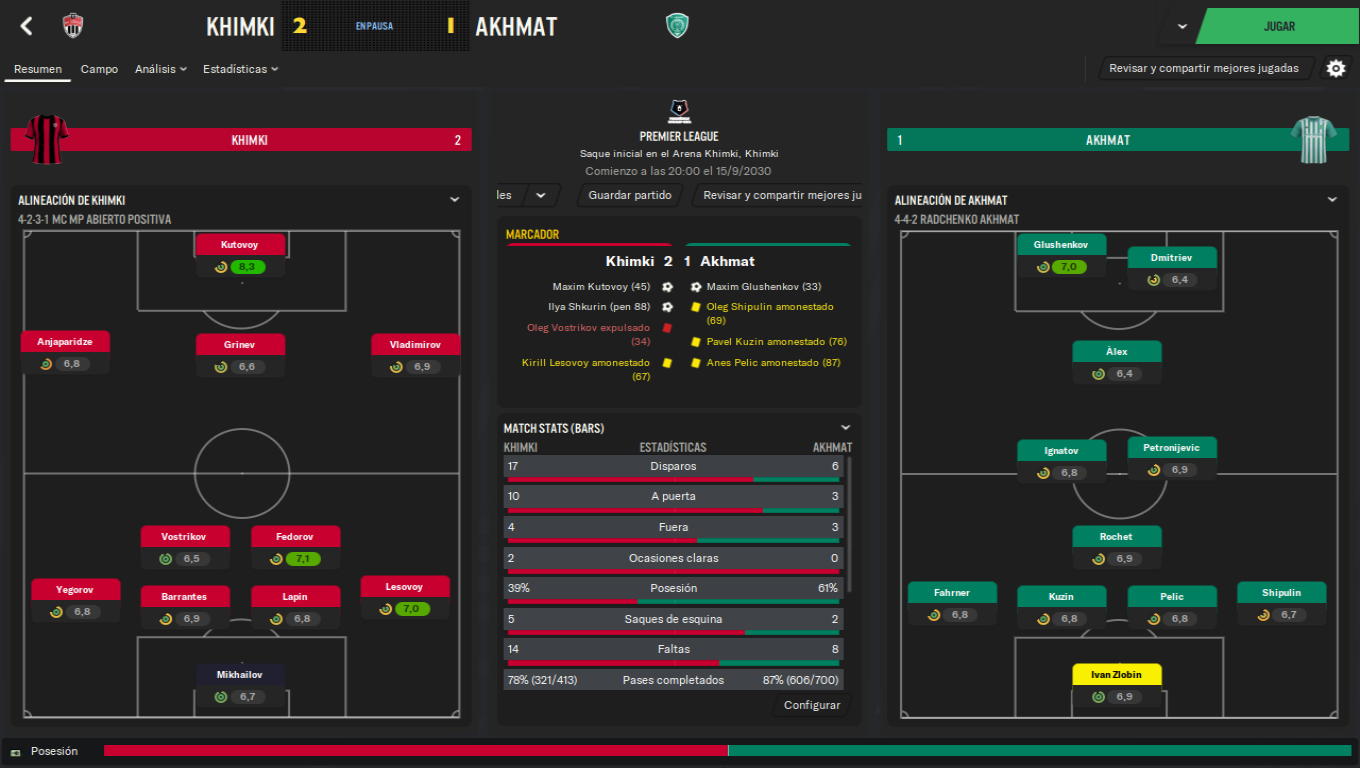 KHIMKI 2 EN PAUSA 1 AKHMAT
JUGAR
Resumen Campo Análisis Estadísticas
Revisar y compartir mejores jugadas
KHIMKI 2
PREMIER LEAGUE
Saque inicial en el Arena Khimki, Khimki
Comienzo a las 20:00 el 15/9/2030
1 AKHMAT
les Guardar partido Revisar y compartir mejores ju
ALINEACIÓN DE KHIMKI
4-2-3-1 MC MP ABIERTO POSITIVA
Kutovoy
8,3
Anjaparidze
6,8
Grinev
6,6
Vladimirov
6,9
Vostrikov
6,5
Fedorov
7,1
Yegorov
6,8
Barrantes
6,9
Lapin
6,8
Lesovoy
7,0
Mikhailov
6,7
MARCADOR
Khimki 2 1 Akhmat
Maxim Kutovoy (45)
Ilya Shkurin (pen 88)
Oleg Vostrikov expulsado
(34)
Kirill Lesovoy amonestado
(67)
Maxim Glushenkov (33)
Oleg Shipulin amonestado
(69)
Pavel Kuzin amonestado (76)
Anes Pelic amonestado (87)
MATCH STATS (BARS)
KHIMKI ESTADÍSTICAS AKHMAT
17 Disparos 6
10 A puerta 3
4 Fuera 3
2 Ocasiones claras 0
39% Posesión 61%
5 Saques de esquina 2
14 Faltas 8
78% (321/413) Pases completados 87% (606/700)
Configurar
ALINEACIÓN DE AKHMAT
4-4-2 RADCHENKO AKHMAT
Glushenkov
7,0
Dmitriev
6,4
Àlex
6,4
Ignatov
6,8
Petronijevic
6,9
Rochet
6,9
Fahrner
6,8
Kuzin
6,8
Pelic
6,8
Shipulin
6,7
Ivan Zlobin
6,9
Posesión